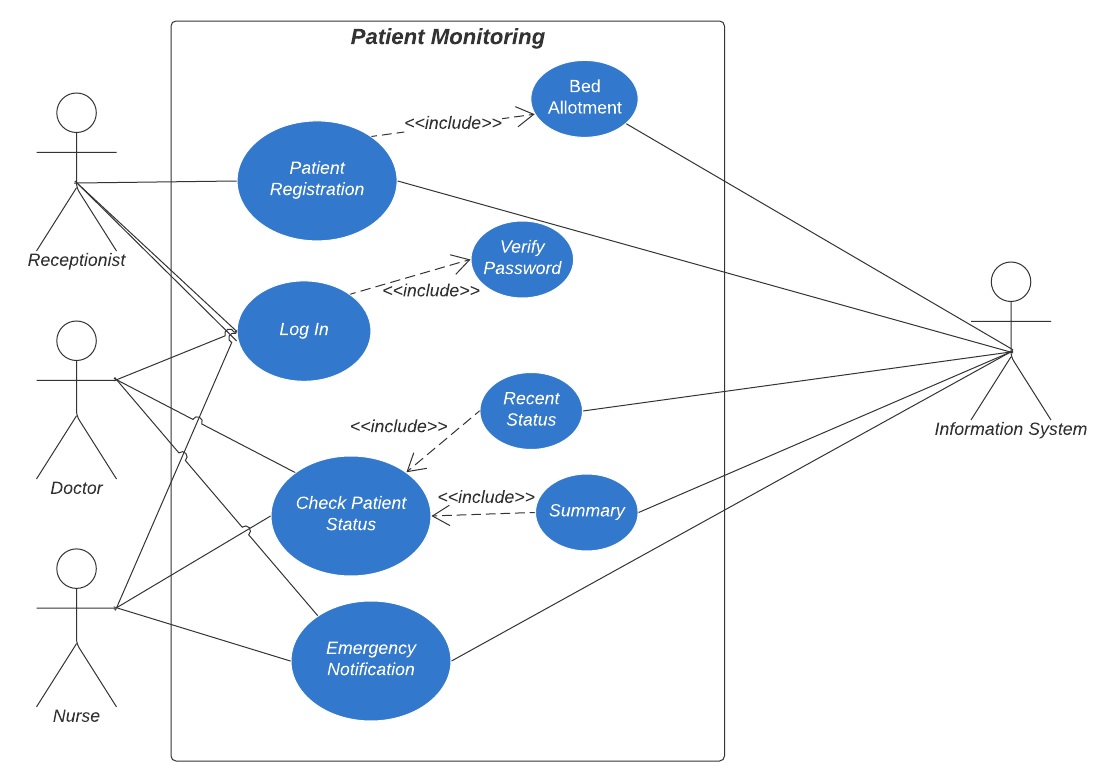 Patient Monitoring
Bed
Allotment
<<include>>
Patient
Registration
Receptionist
Verify
Password
<<include>>
Log In
Information System
Recent
Status
<<include>>
Doctor
Check Patient
Status
<<include>>
Summary
Emergency
Notification
Nurse